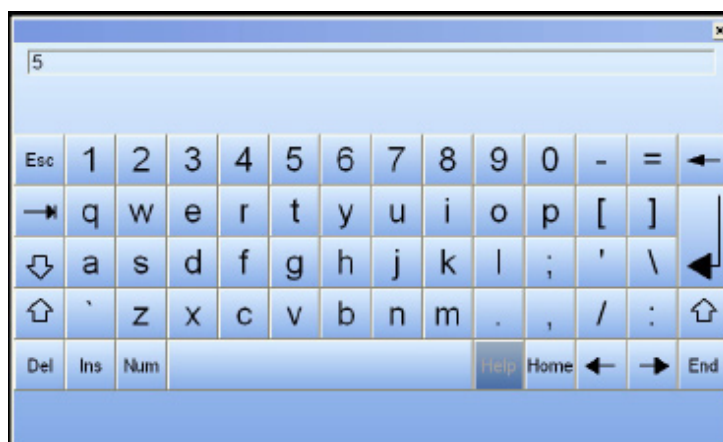 5
Esc 1 2 3 4 5 6 7 8 9 0 - =
q w e r t y u i o p [ ]
a s d f g h j k l ; ' \
` z x c v b n m . , / :
Del Ins Num Help Home End